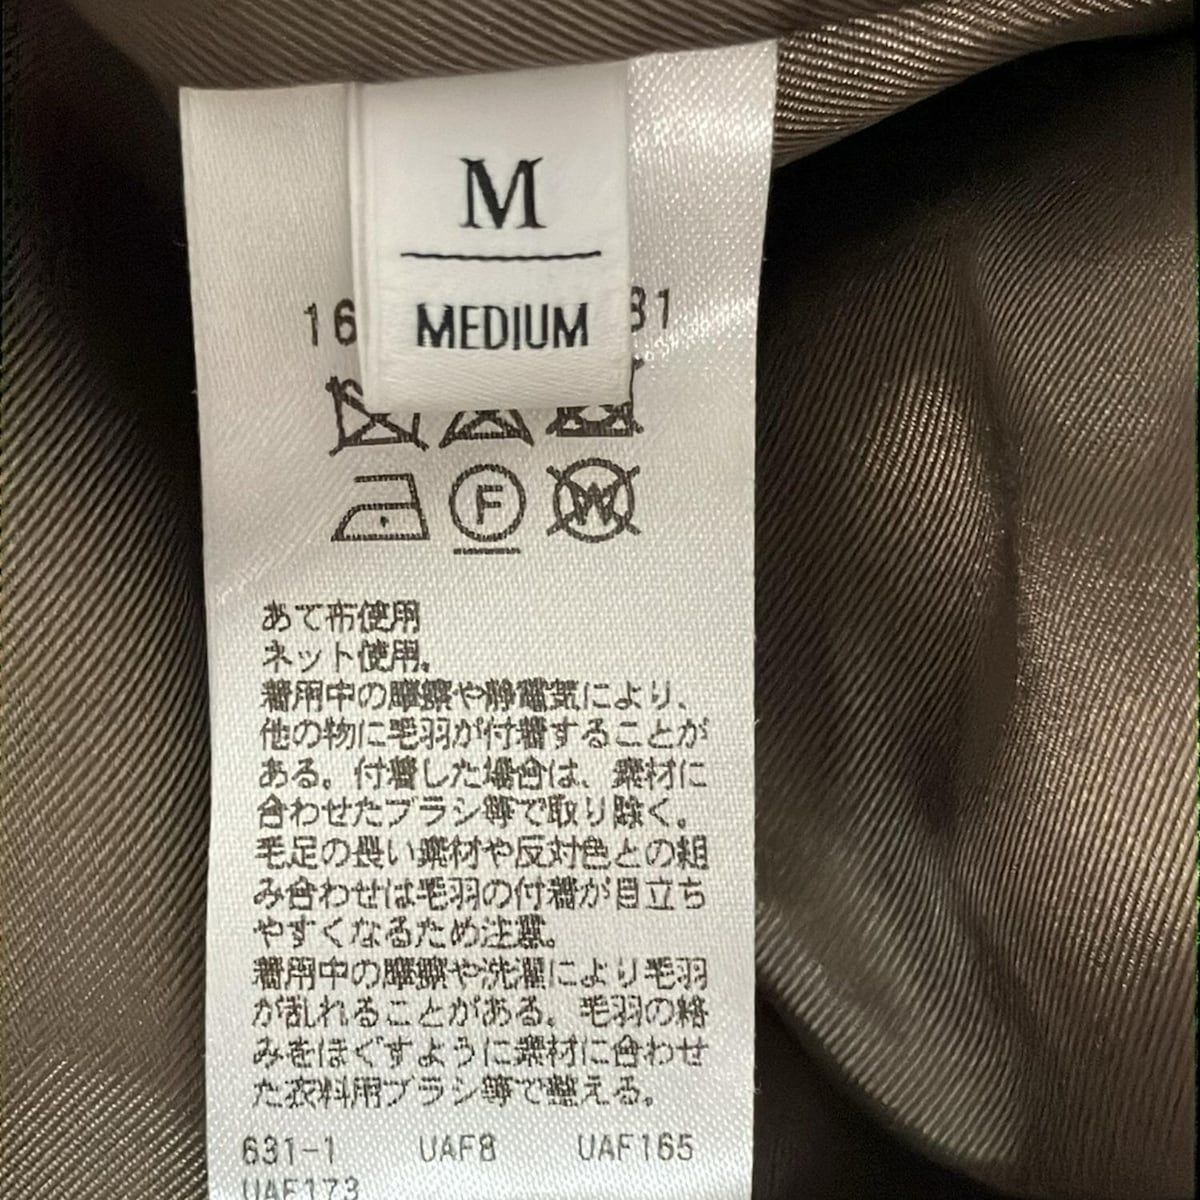 M
MEDIUM
16
31
F
W
あて布使用
ネット使用。
着用中の摩擦や静電気により、
他の物に毛羽が付着することが
ある。付着した場合は、素材に
合わせたブラシ等で取り除く。
毛足の長い素材や反対色との組
み合わせは毛羽の付着が目立ち
やすくなるため注意。
着用中の摩擦や洗濯により毛羽
が乱れることがある。毛羽の絡
みをほぐすように素材に合わせ
た衣料用ブラシ等で整える。
631-1 UAF8 UAF165
UAF173